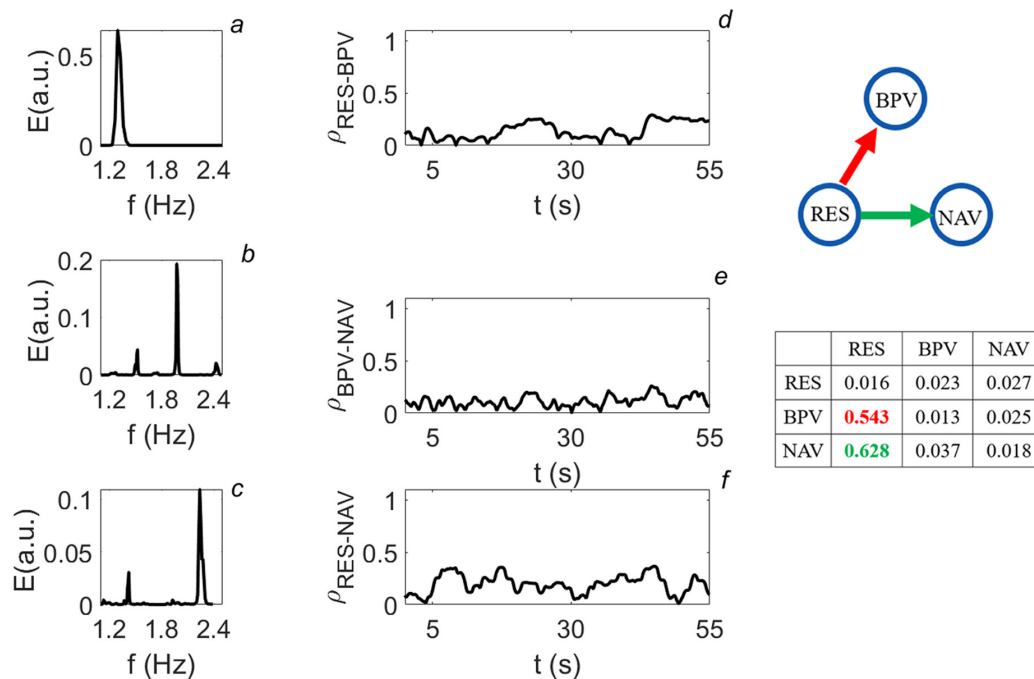 a
0.5
0
E(a.u.)
1.2 1.8 2.4
f (Hz)
b
0.2
0.1
0
E(a.u.)
1.2 1.8 2.4
f (Hz)
c
0.1
0.05
0
E(a.u.)
1.2 1.8 2.4
f (Hz)
d
1
0.5
0
ρRES-BPV
5 30 55
t (s)
e
1
0.5
0
ρBPV-NAV
5 30 55
t (s)
f
1
0.5
0
ρRES-NAV
5 30 55
t (s)
BPV
RES NAV
RES BPV NAV
RES 0.016 0.023 0.027
BPV 0.543 0.013 0.025
NAV 0.628 0.037 0.018